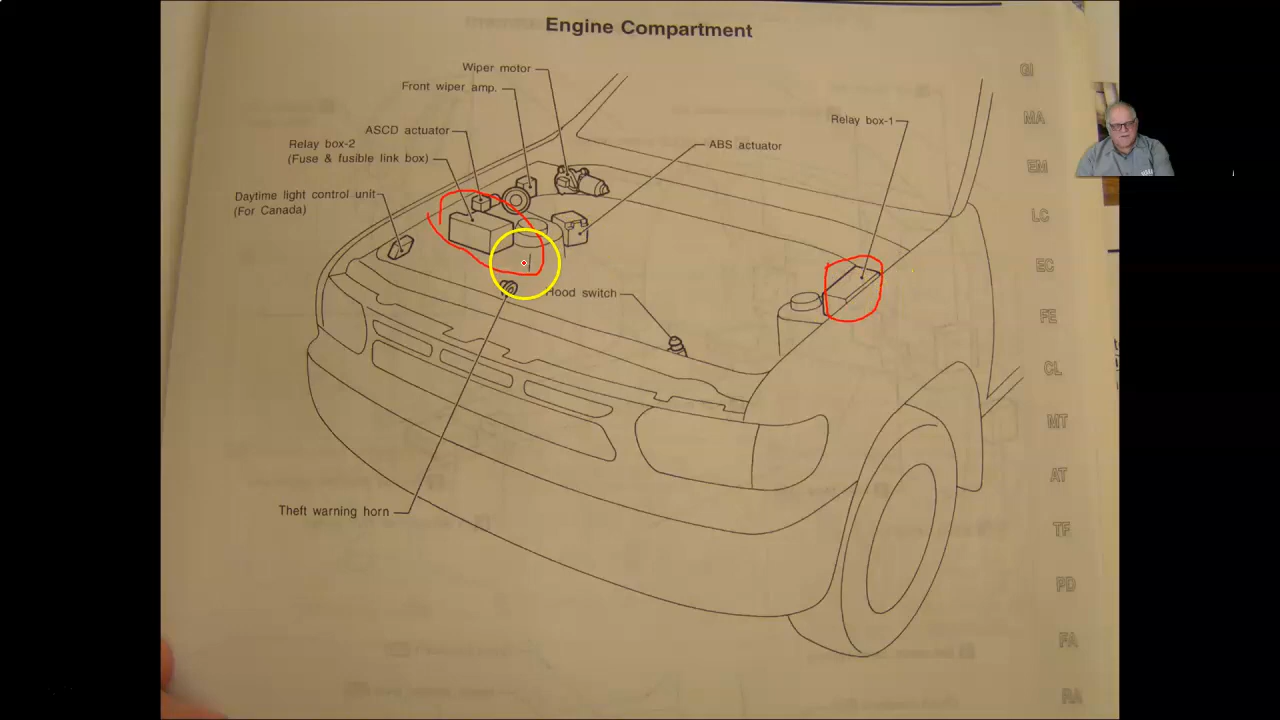 Engine Compartment
Wiper motor
Front wiper amp.
ASCD actuator
Relay box-2
(Fuse & fusible link box)
Daytime light control unit
(For Canada)
Relay box-1
ABS actuator
Hood switch
Theft warning horn
GI
MA
EM
LC
EC
FE
CL
MT
AT
TF
PD
FA
RA